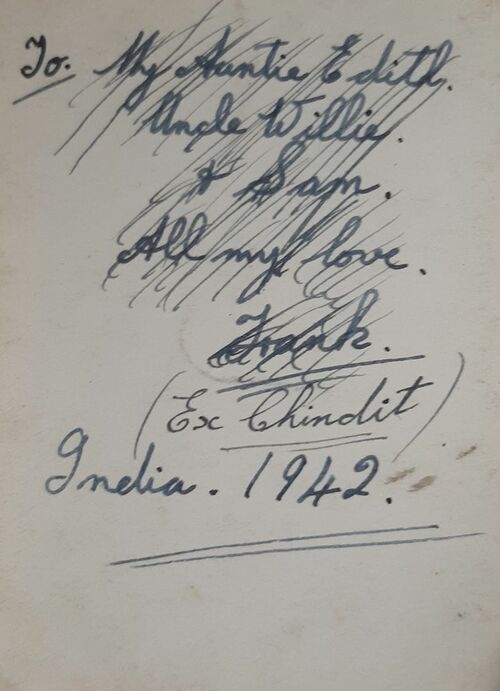 To. My Auntie Edith.
Uncle Willie.
& Sam.
All my love.
Frank.
(Ex Chindit)
India. 1942.